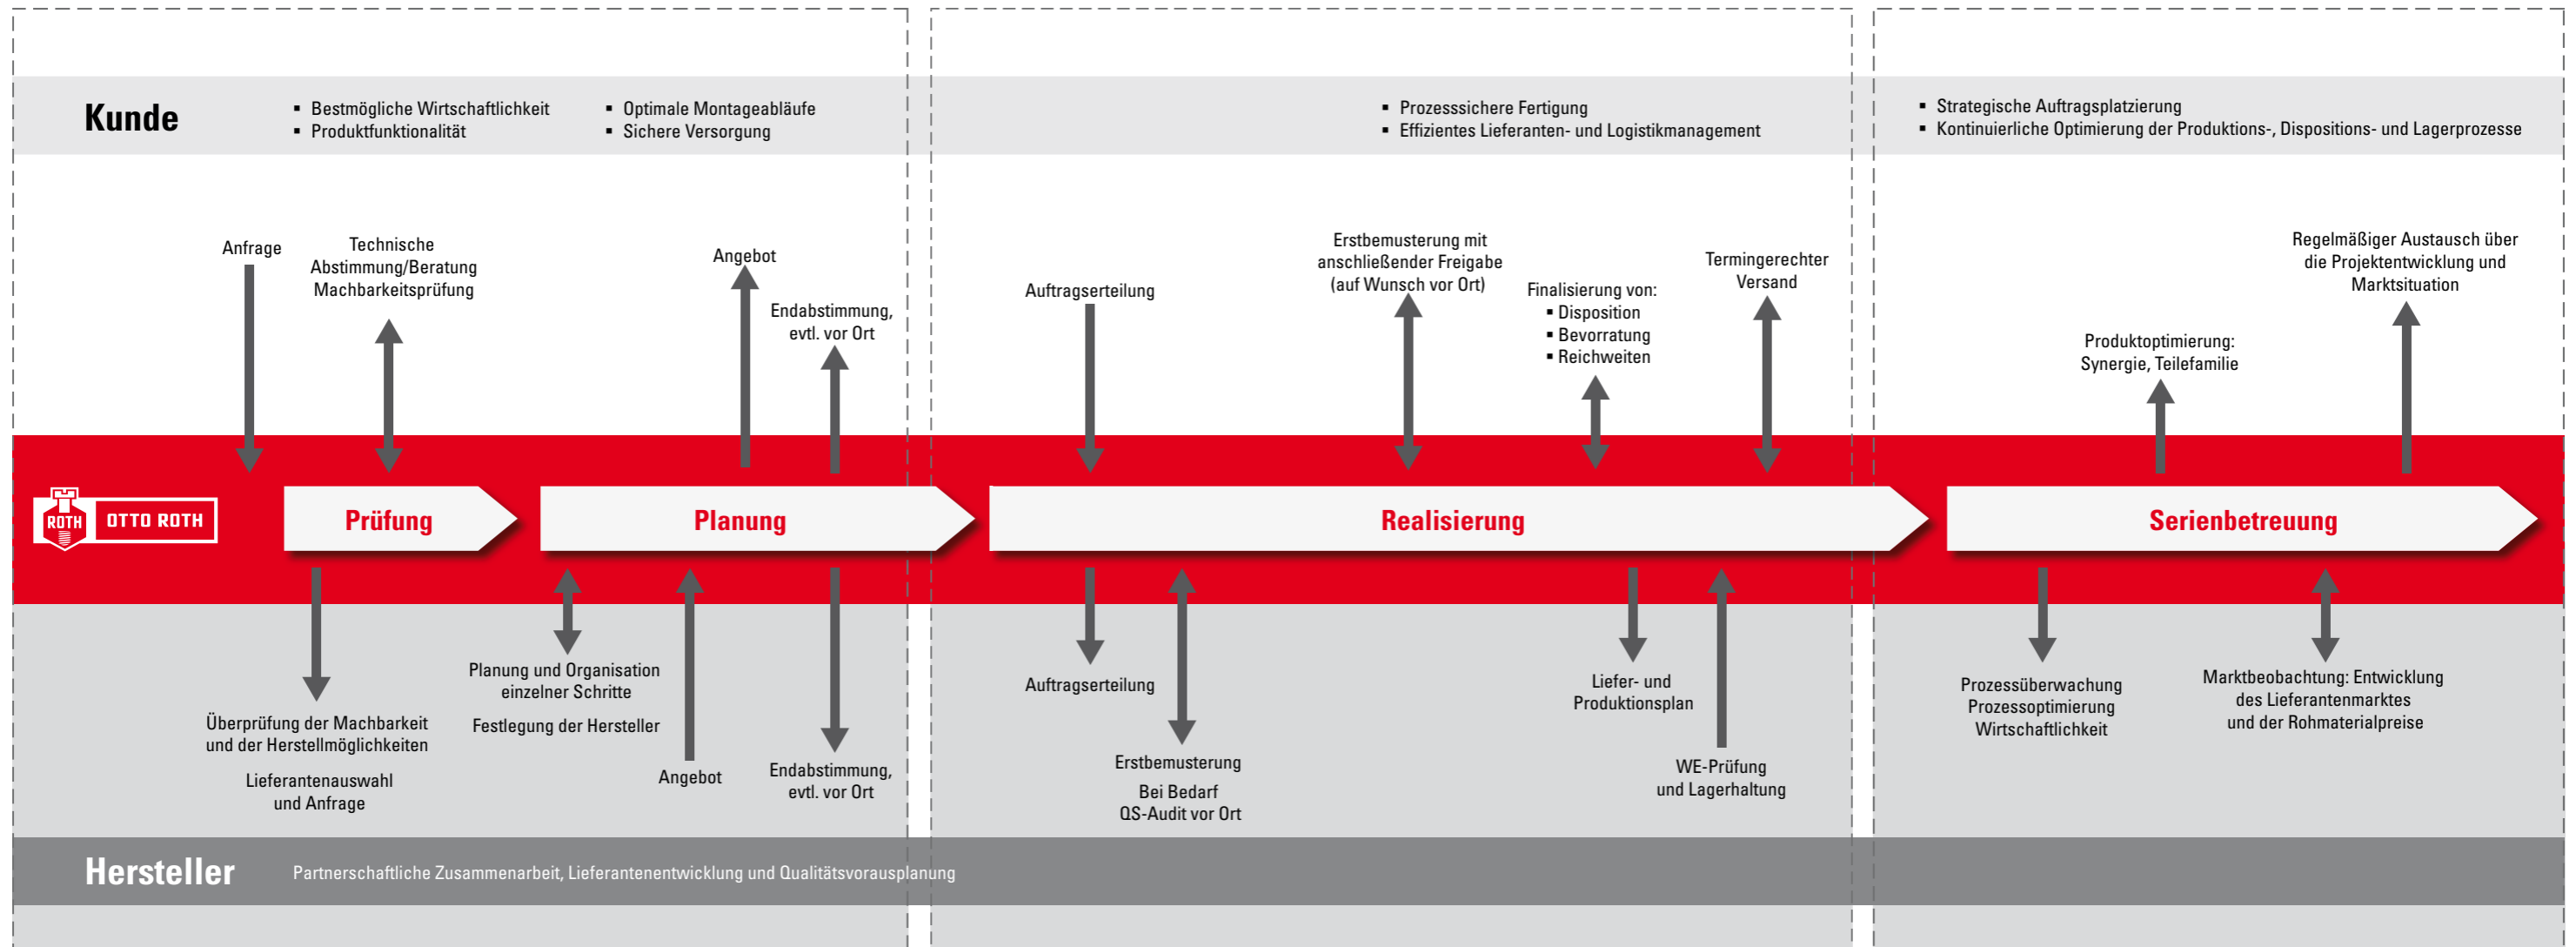 Kunde
▪ Bestmögliche Wirtschaftlichkeit
▪ Produktfunktionalität
▪ Optimale Montageabläufe
▪ Sichere Versorgung
▪ Prozesssichere Fertigung
▪ Effizientes Lieferanten- und Logistikmanagement
▪ Strategische Auftragsplatzierung
▪ Kontinuierliche Optimierung der Produktions-, Dispositions- und Lagerprozesse
Anfrage
Technische
Abstimmung/Beratung
Machbarkeitsprüfung
Angebot
Endabstimmung,
evtl. vor Ort
Auftragserteilung
Erstbemusterung mit
anschließender Freigabe
(auf Wunsch vor Ort)
Finalisierung von:
▪ Disposition
▪ Bevorratung
▪ Reichweiten
Termingerechter
Versand
Produktoptimierung:
Synergie, Teilefamilie
Regelmäßiger Austausch über
die Projektentwicklung und
Marktsituation
ROTH
OTTO ROTH
Prüfung
Planung
Realisierung
Serienbetreuung
Überprüfung der Machbarkeit
und der Herstellmöglichkeiten
Lieferantenauswahl
und Anfrage
Planung und Organisation
einzelner Schritte
Festlegung der Hersteller
Angebot
Endabstimmung,
evtl. vor Ort
Auftragserteilung
Erstbemusterung
Bei Bedarf
QS-Audit vor Ort
Liefer- und
Produktionsplan
WE-Prüfung
und Lagerhaltung
Prozessüberwachung
Prozessoptimierung
Wirtschaftlichkeit
Marktbeobachtung: Entwicklung
des Lieferantenmarktes
und der Rohmaterialpreise
Hersteller
Partnerschaftliche Zusammenarbeit, Lieferantenentwicklung und Qualitätsvorausplanung